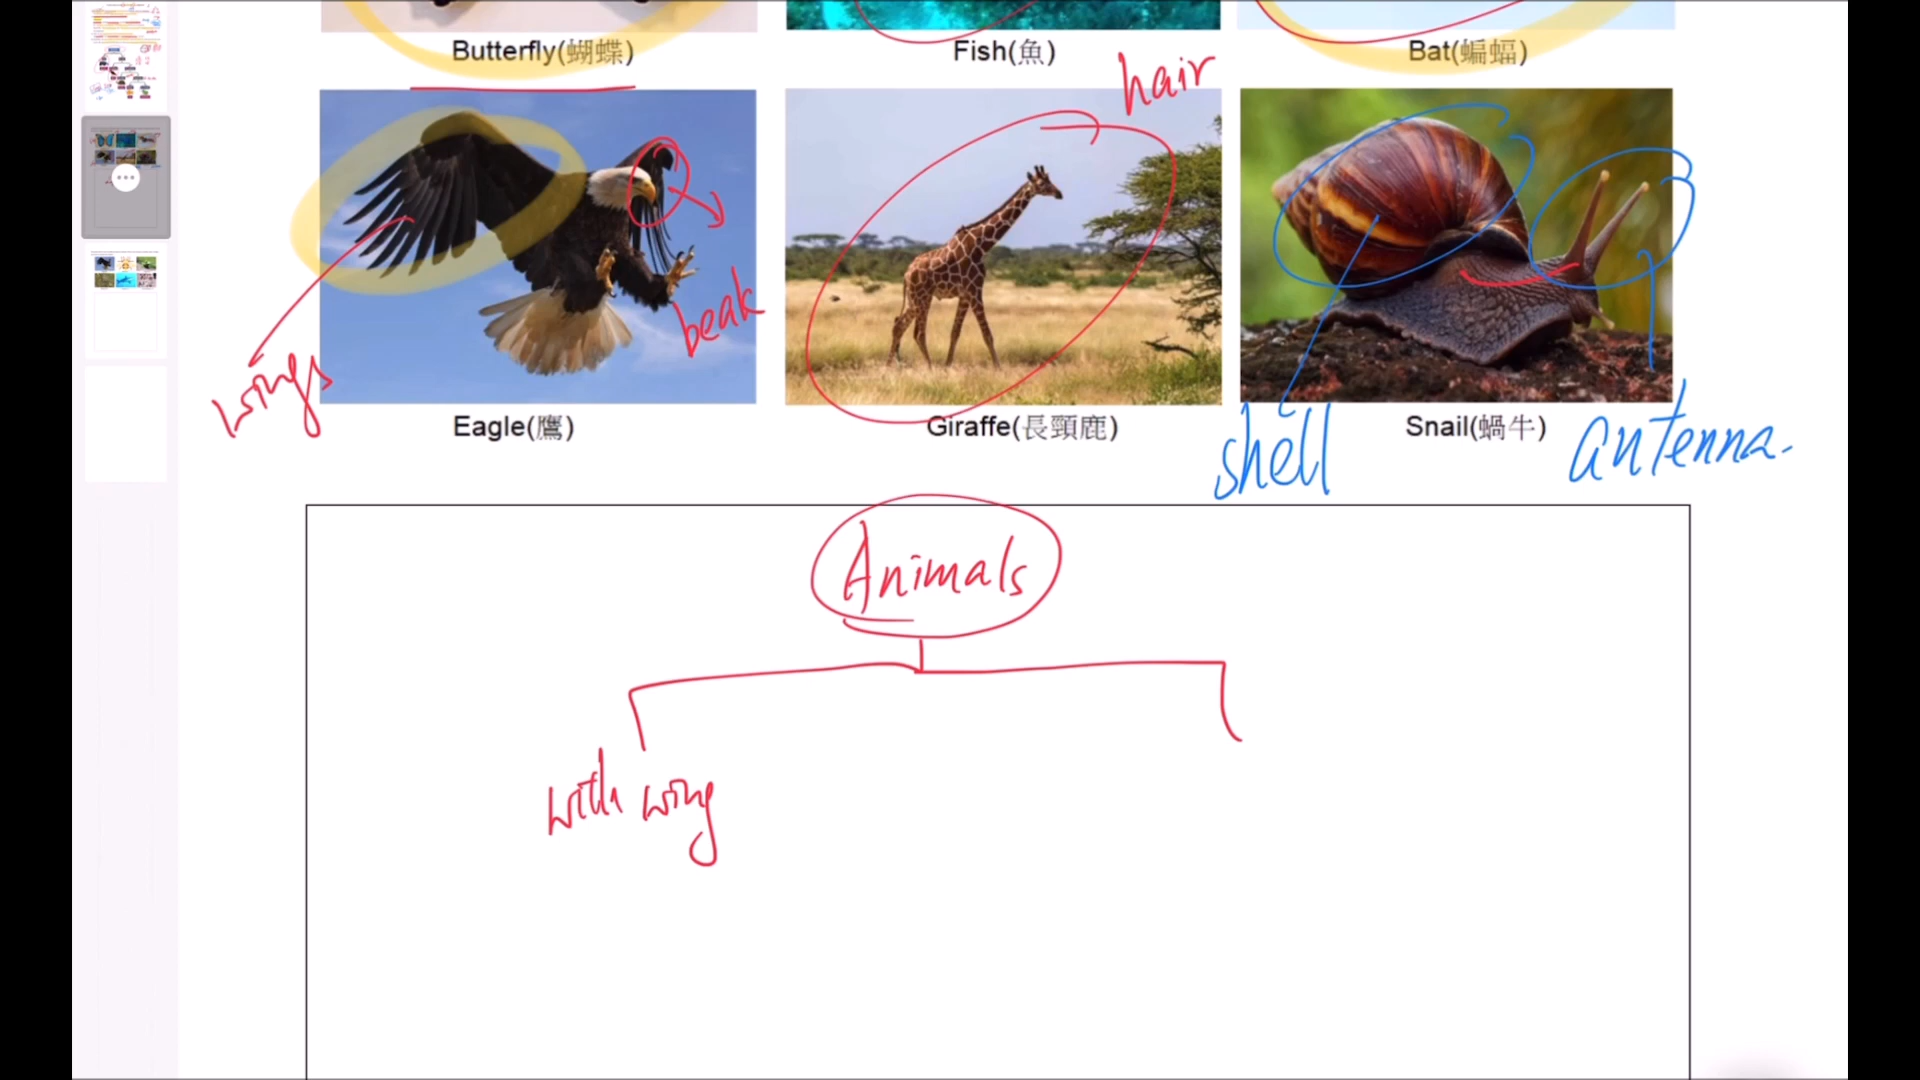 Butterfly(蝴蝶)
Fish(魚)
Bat(蝙蝠)
hair
beak
wings
Eagle(鷹)
Giraffe(長頸鹿)
Snail(蝸牛)
shell
antenna.
Animals
with wing